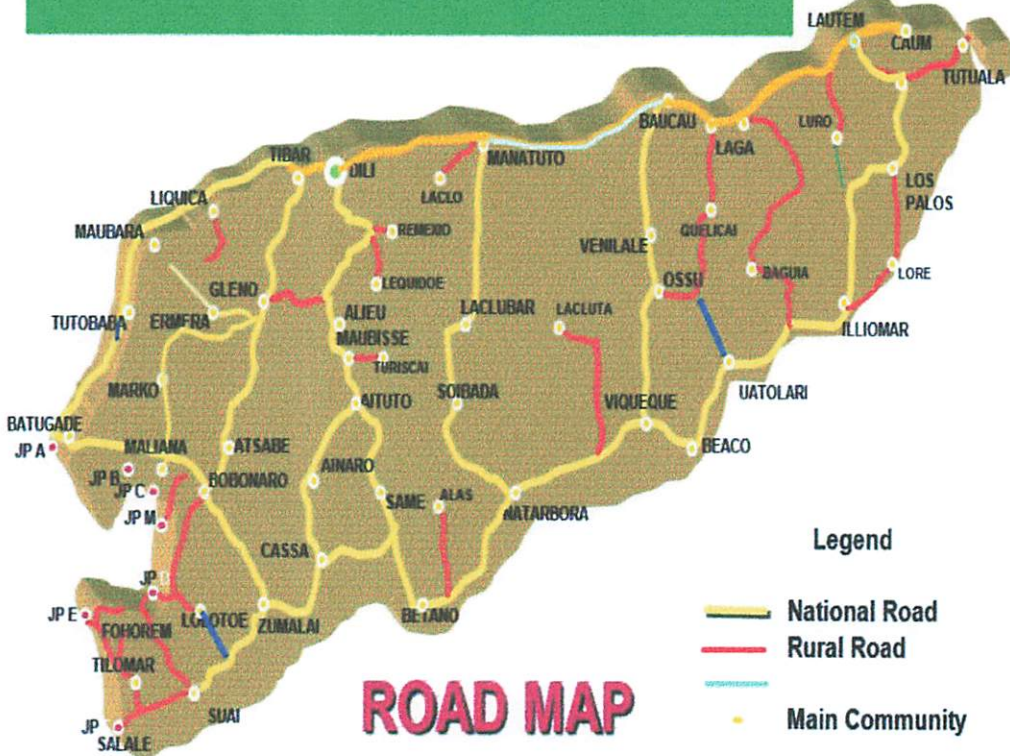 LAUTEM
CAUM
TUTUALA
BAUCAU
LURO
LAGA
TIBAR
DILI
MANATUTO
LACLO
LOS
PALOS
LIQUICA
MAUBARA
REMEXIO
VENILALE
QUELICAI
LEQUIDOE
OSSU
BAGUIA
LORE
GLENO
TUTOBABA
ERMFRA
ALIEU
LACLUBAR
LACLUTA
ILLIOMAR
MAUBISSE
TURISCAI
MARKO
AITUTO
SOIBADA
VIQUEQUE
UATOLARI
BATUGADE
JP A
MALIANA
ATSABE
BEACO
JP B
JP C
BOBONARO
AINARO
SAME
ALAS
NATARBORA
JP M
CASSA
Legend
JP D
JP E
FOHOREM
LOLOTOE
ZUMALAI
BETANO
National Road
Rural Road
TILOMAR
SUAI
ROAD MAP
Main Community
JP
SALALE